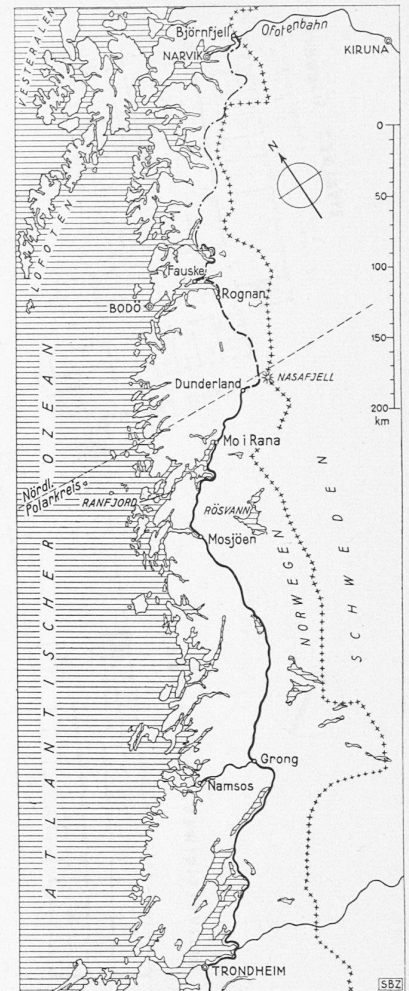 VESTERÅLEN
Björnfjell
Ofotenbahn
NARVIK
KIRUNA
N
0
50
100
150
200
km
LOFOTEN
Fauske
Rognan
BODÖ
NASAFJELL
Dunderland
Mo i Rana
Nördl.
Polarkreis
RANFJORD
RÖSVANN
Mosjöen
NORWEGEN
SCHWEDEN
ATLANTISCHER OZEAN
Grong
Namsos
TRONDHEIM
SBZ